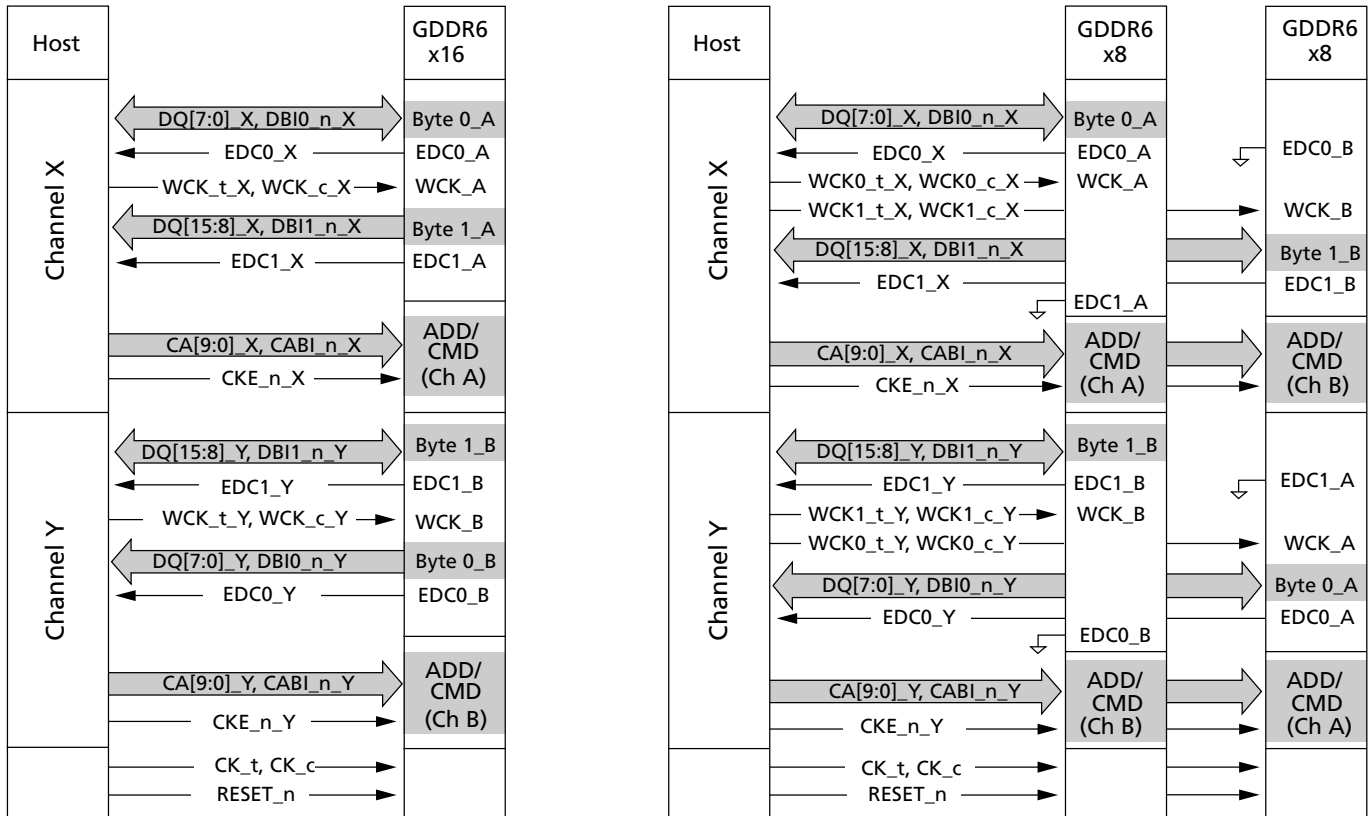 Host
GDDR6
x16
Channel X
DQ[7:0]_X, DBI0_n_X
Byte 0_A
EDC0_X
EDC0_A
WCK_t_X, WCK_c_X
WCK_A
DQ[15:8]_X, DBI1_n_X
Byte 1_A
EDC1_X
EDC1_A
CA[9:0]_X, CABI_n_X
CKE_n_X
ADD/
CMD
(Ch A)
Channel Y
DQ[15:8]_Y, DBI1_n_Y
Byte 1_B
EDC1_Y
EDC1_B
WCK_t_Y, WCK_c_Y
WCK_B
DQ[7:0]_Y, DBI0_n_Y
Byte 0_B
EDC0_Y
EDC0_B
CA[9:0]_Y, CABI_n_Y
CKE_n_Y
ADD/
CMD
(Ch B)
CK_t, CK_c
RESET_n
Host
GDDR6
x8
GDDR6
x8
Channel X
DQ[7:0]_X, DBI0_n_X
Byte 0_A
EDC0_X
EDC0_A
EDC0_B
WCK0_t_X, WCK0_c_X
WCK_A
WCK1_t_X, WCK1_c_X
WCK_B
DQ[15:8]_X, DBI1_n_X
Byte 1_B
EDC1_X
EDC1_B
EDC1_A
CA[9:0]_X, CABI_n_X
CKE_n_X
ADD/
CMD
(Ch A)
ADD/
CMD
(Ch B)
Channel Y
DQ[15:8]_Y, DBI1_n_Y
Byte 1_B
EDC1_Y
EDC1_B
EDC1_A
WCK1_t_Y, WCK1_c_Y
WCK_B
WCK0_t_Y, WCK0_c_Y
WCK_A
DQ[7:0]_Y, DBI0_n_Y
Byte 0_A
EDC0_Y
EDC0_A
EDC0_B
CA[9:0]_Y, CABI_n_Y
CKE_n_Y
ADD/
CMD
(Ch B)
ADD/
CMD
(Ch A)
CK_t, CK_c
RESET_n